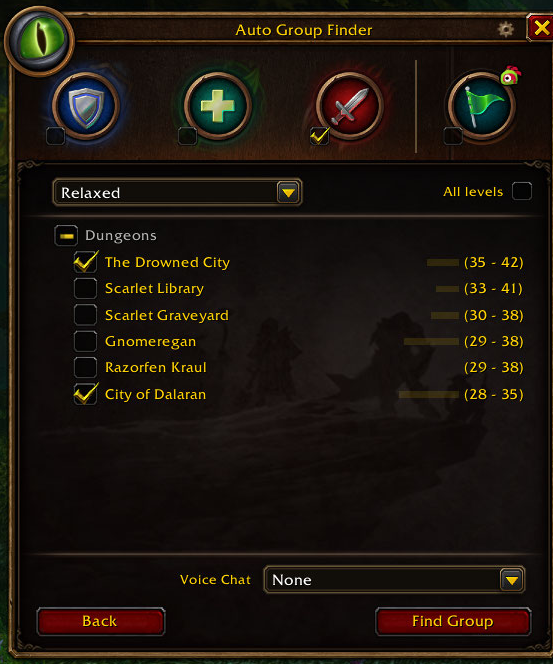 Auto Group Finder
Relaxed
All levels
Dungeons
The Drowned City (35 - 42)
Scarlet Library (33 - 41)
Scarlet Graveyard (30 - 38)
Gnomeregan (29 - 38)
Razorfen Kraul (29 - 38)
City of Dalaran (28 - 35)
Voice Chat None
Back Find Group